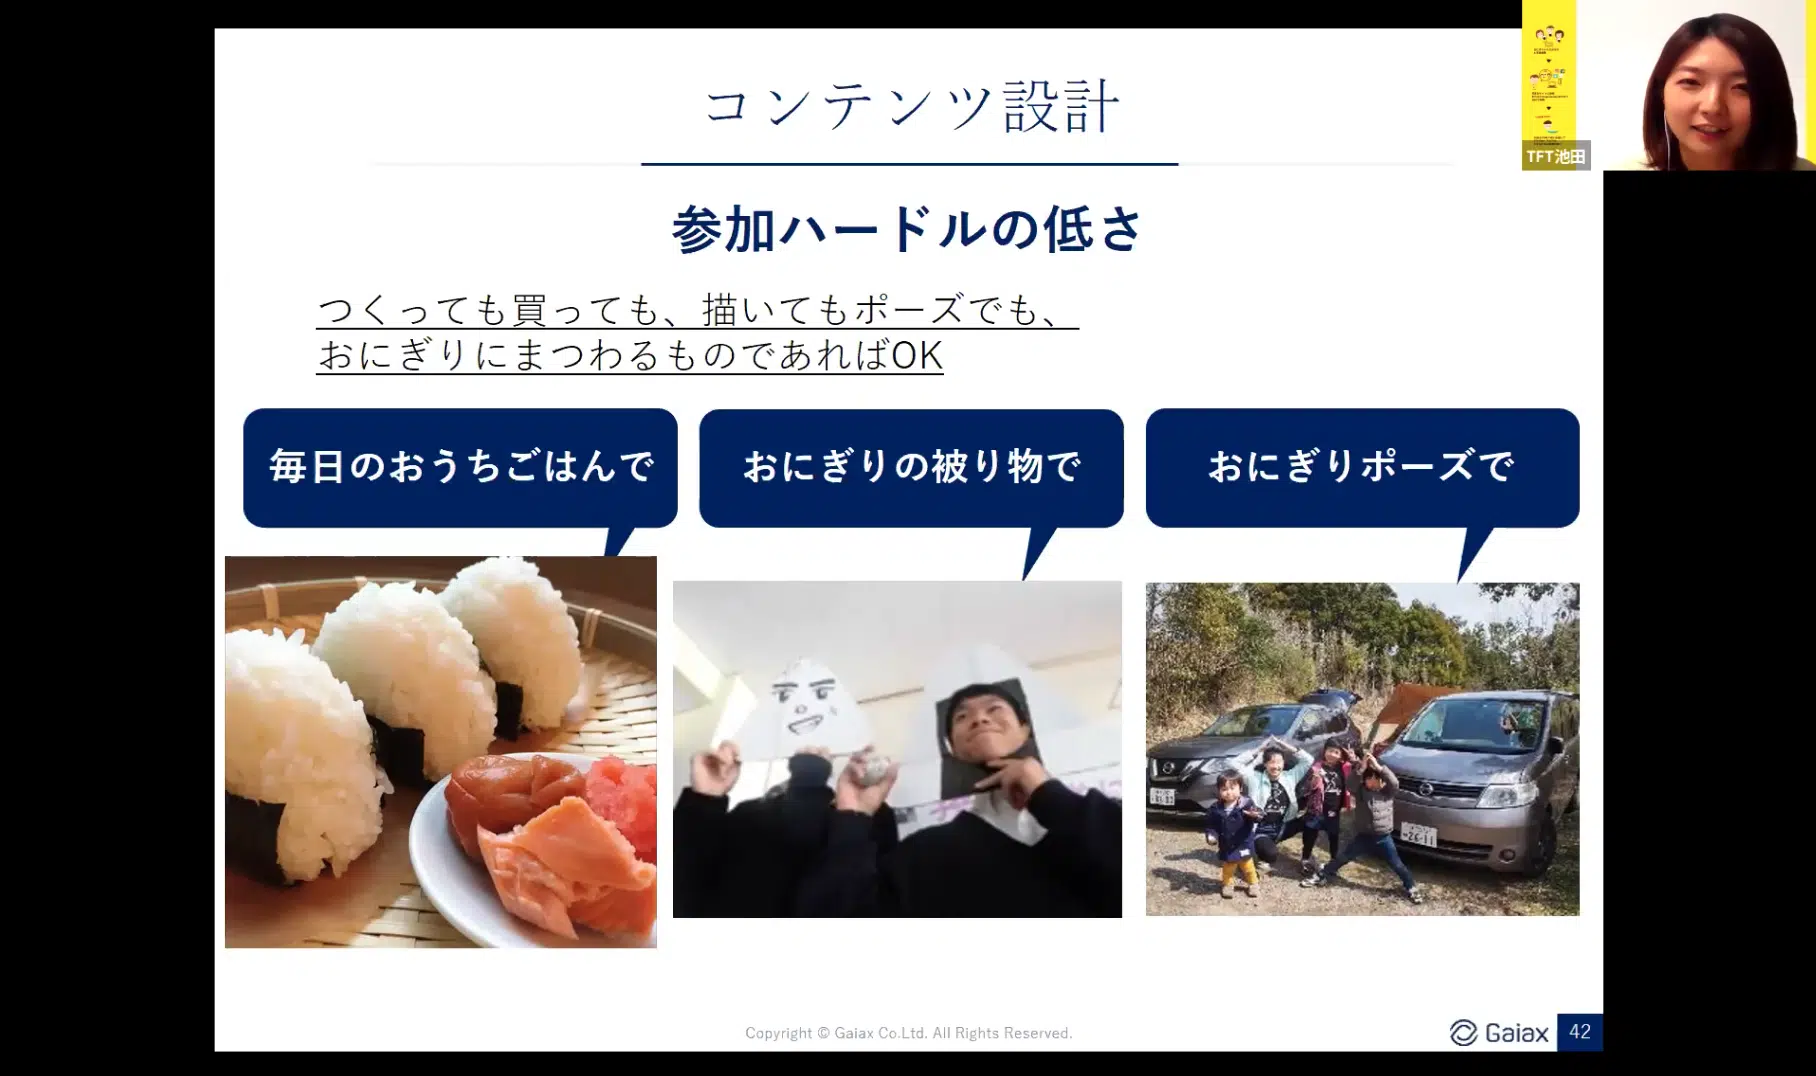 コンテンツ設計
TFT池田
参加ハードルの低さ
つくっても買っても、描いてもポーズでも、
おにぎりにまつわるものであればOK
毎日のおうちごはんで
おにぎりの被り物で
おにぎりポーズで
26-11
Copyright © Gaiax Co.Ltd. All Rights Reserved.
Gaiax
42